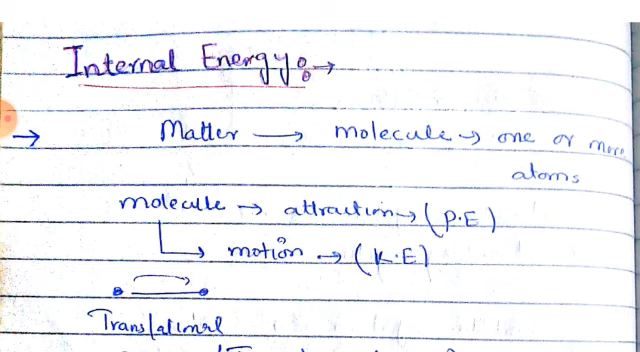 Internal Energy:→
→ Matter → molecule → one or more
atoms
molecule → attraction → (P.E)
↳ motion → (K.E)
Translational